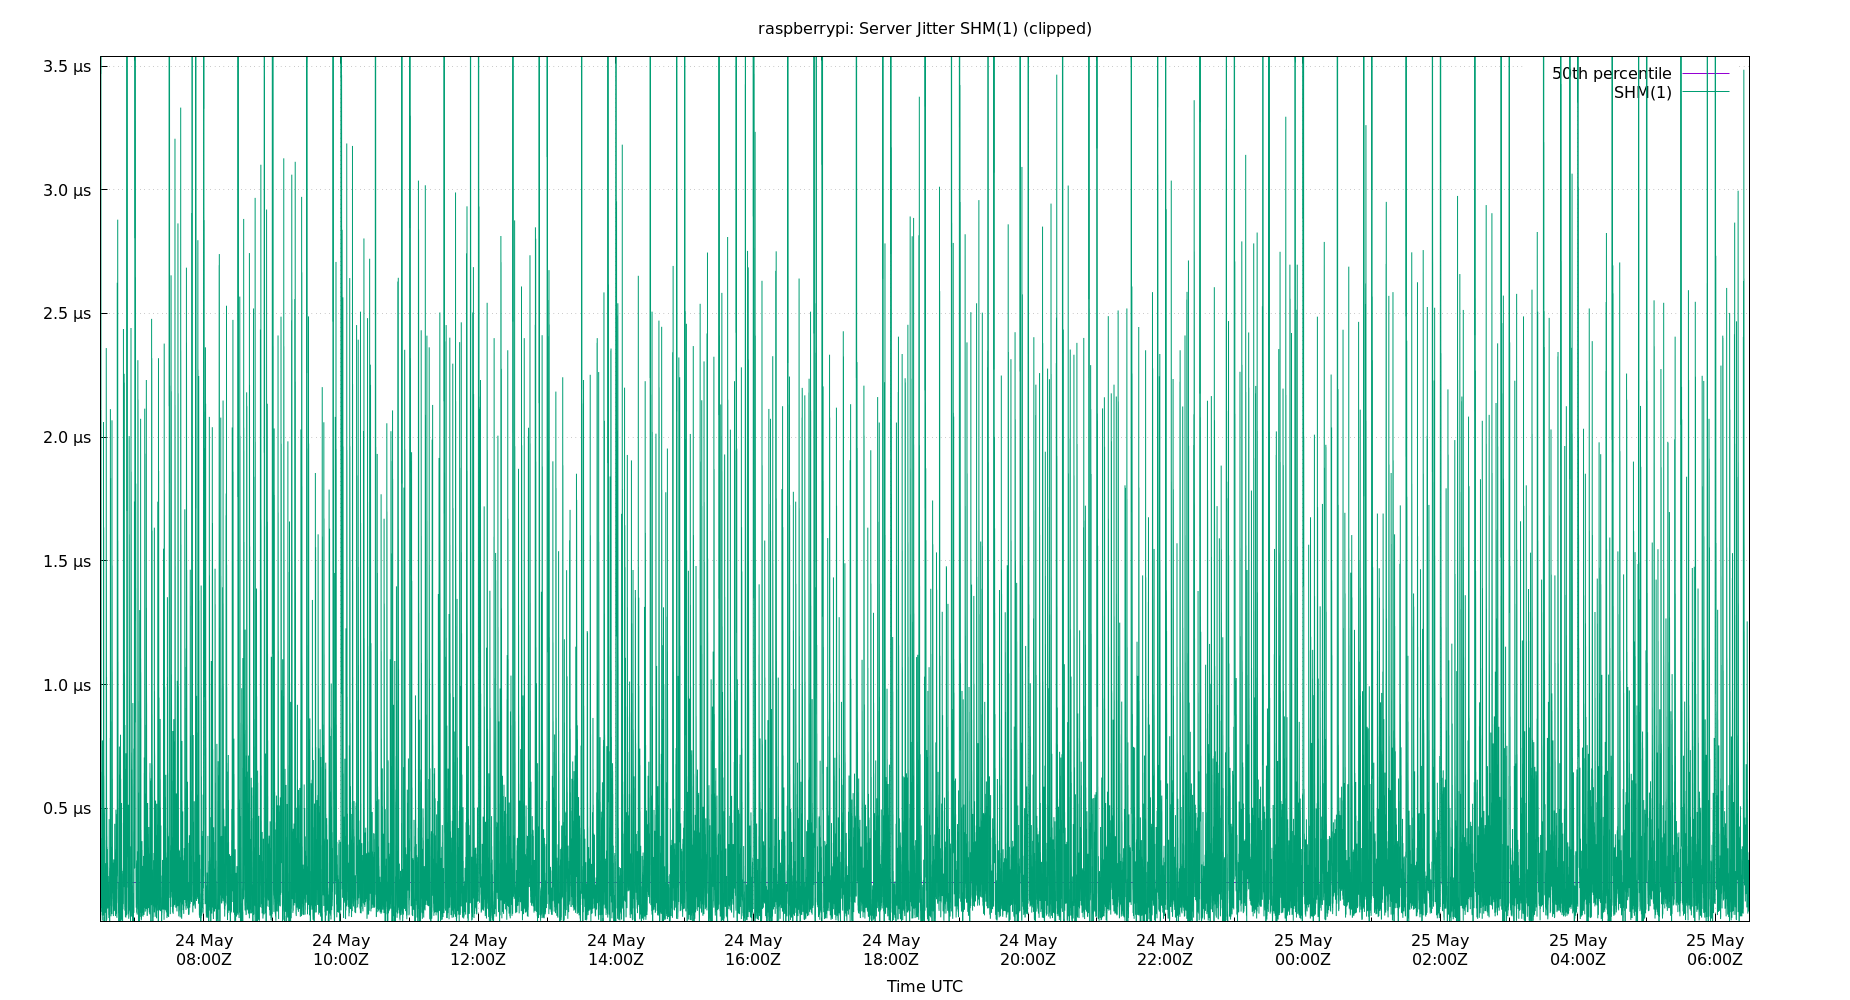 raspberrypi: Server Jitter SHM(1) (clipped)
3.5 µs
3.0 µs
2.5 µs
2.0 µs
1.5 µs
1.0 µs
0.5 µs
50th percentile
SHM(1)
24 May 24 May 24 May 24 May 24 May 24 May 24 May 24 May 25 May 25 May 25 May 25 May
08:00Z 10:00Z 12:00Z 14:00Z 16:00Z 18:00Z 20:00Z 22:00Z 00:00Z 02:00Z 04:00Z 06:00Z
Time UTC